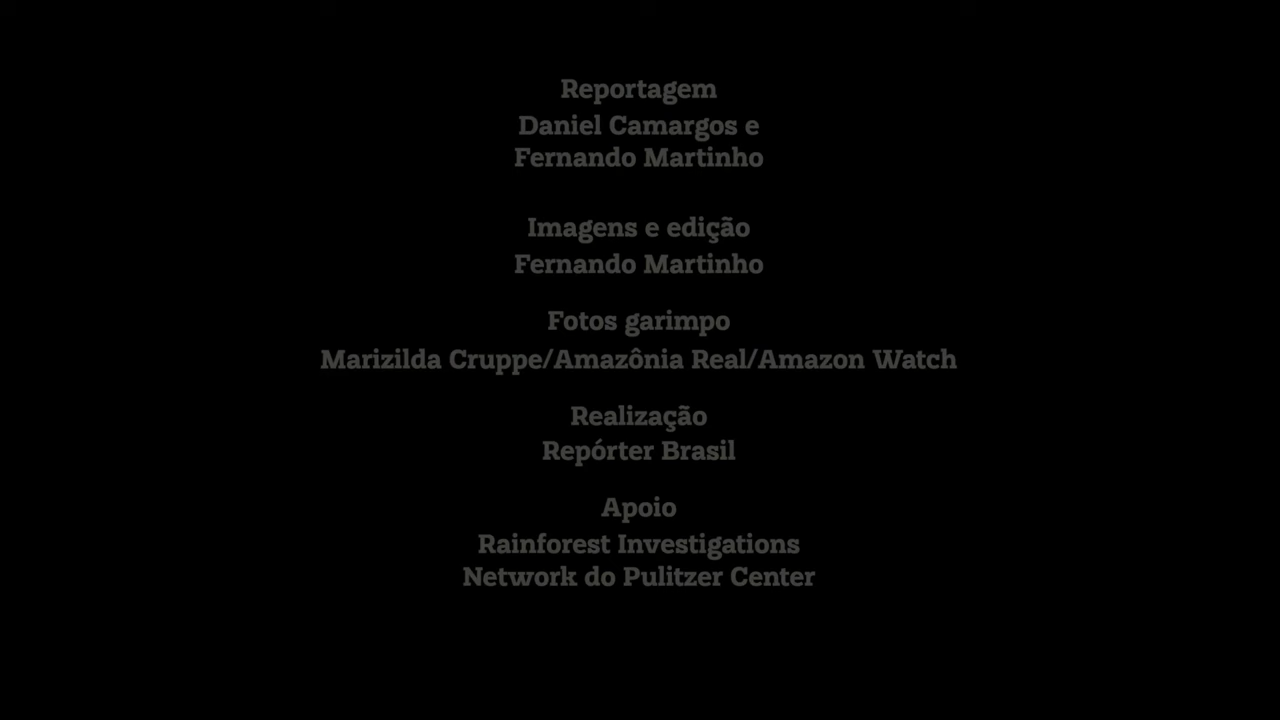 Reportagem
Daniel Camargos e
Fernando Martinho
Imagens e edição
Fernando Martinho
Fotos garimpo
Marizilda Cruppe/Amazônia Real/Amazon Watch
Realização
Repórter Brasil
Apoio
Rainforest Investigations
Network do Pulitzer Center